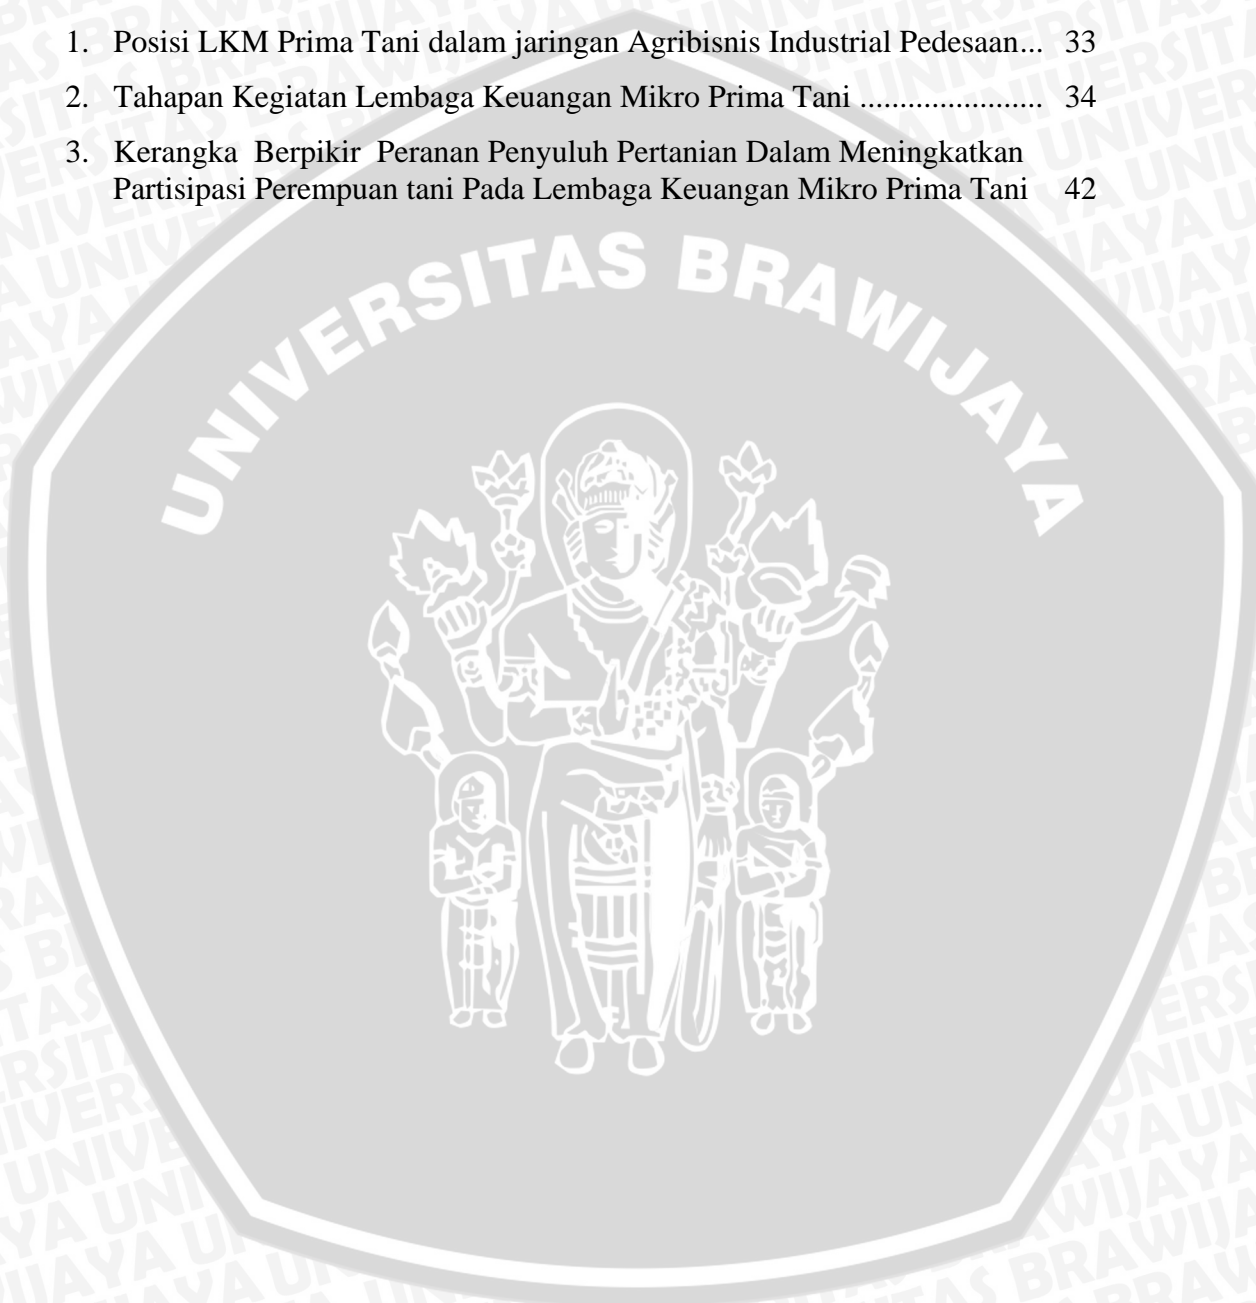 1. Posisi LKM Prima Tani dalam jaringan Agribisnis Industrial Pedesaan... 33
2. Tahapan Kegiatan Lembaga Keuangan Mikro Prima Tani ....................... 34
3. Kerangka Berpikir Peranan Penyuluh Pertanian Dalam Meningkatkan
Partisipasi Perempuan tani Pada Lembaga Keuangan Mikro Prima Tani 42
UNIVERSITAS BRAWIJAYA